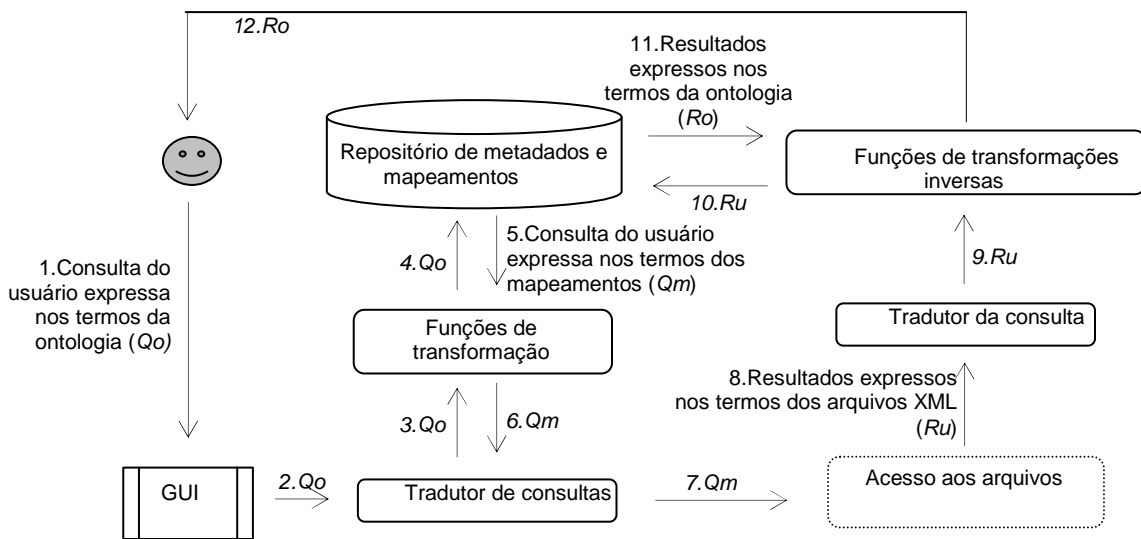 12.Ro
11.Resultados
expressos nos
termos da ontologia
(Ro)
Repositório de metadados e
mapeamentos
Funções de transformações
inversas
10.Ru
1.Consulta do
usuário expressa
nos termos da
ontologia (Qo)
4.Qo
5.Consulta do usuário
expressa nos termos dos
mapeamentos (Qm)
9.Ru
Funções de
transformação
Tradutor da consulta
3.Qo
6.Qm
8.Resultados expressos
nos termos dos arquivos XML
(Ru)
GUI
2.Qo
Tradutor de consultas
7.Qm
Acesso aos arquivos